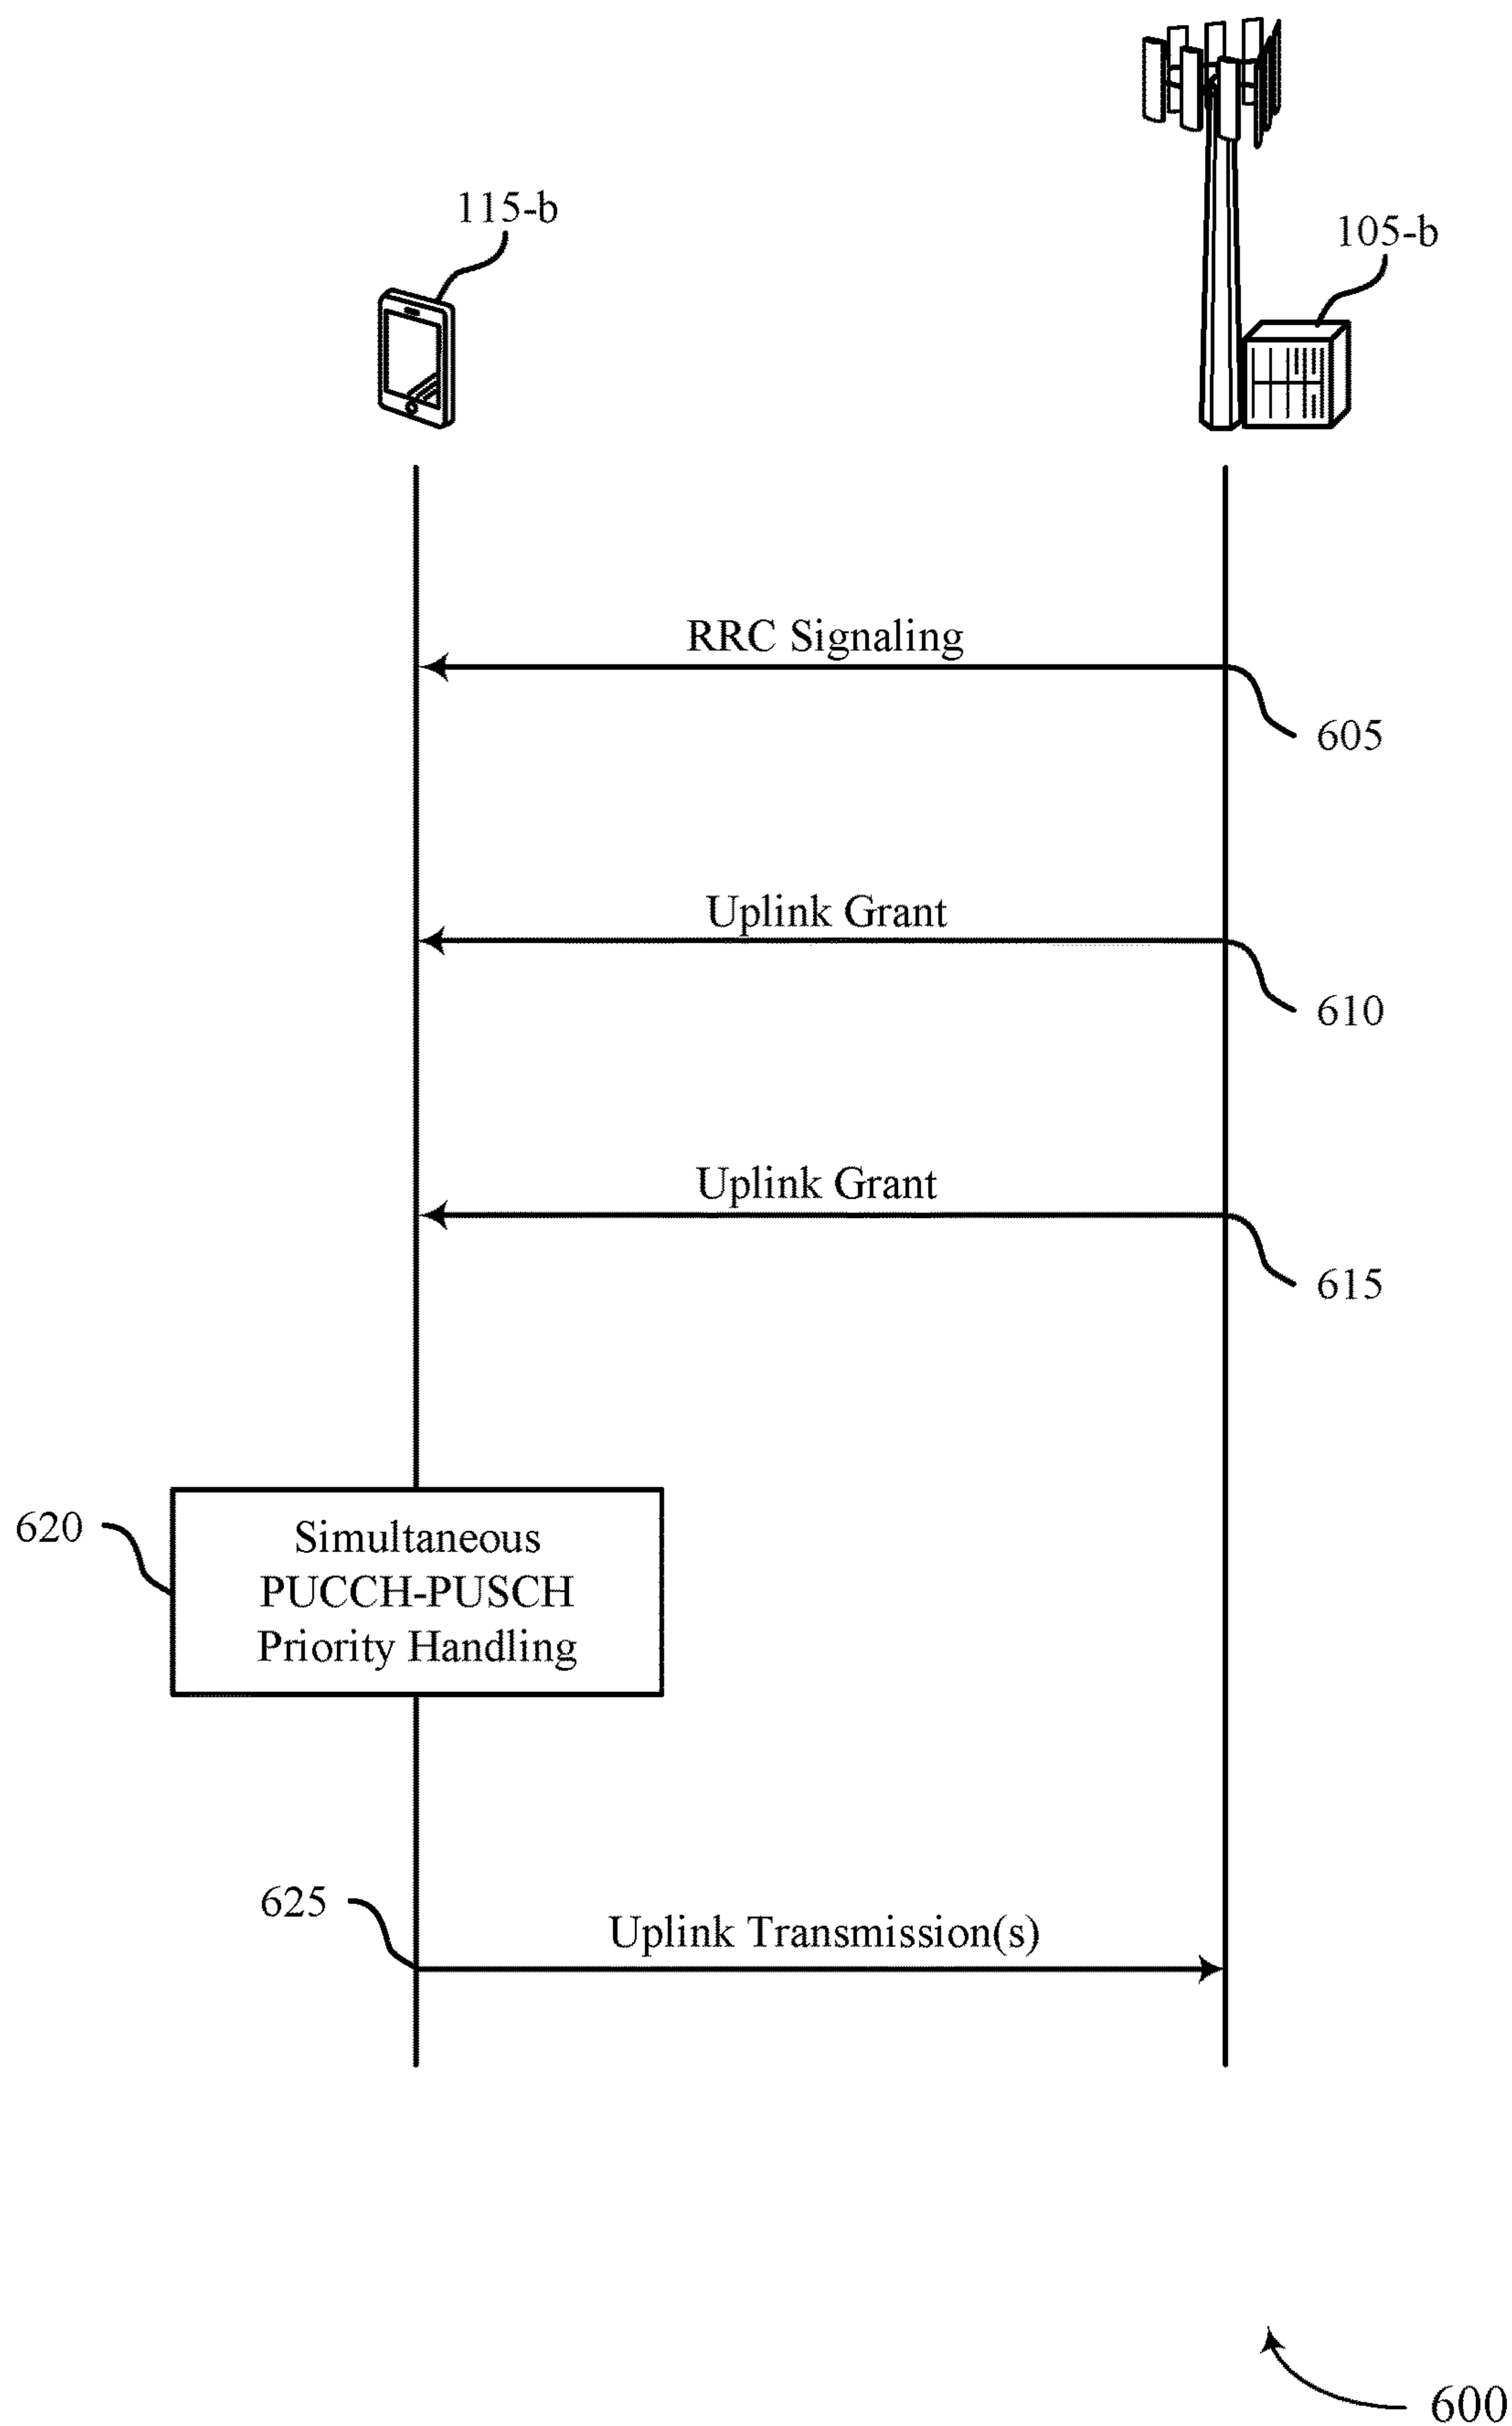 115-b
105-b
RRC Signaling
605
Uplink Grant
610
Uplink Grant
615
620
Simultaneous
PUCCH-PUSCH
Priority Handling
625
Uplink Transmission(s)
600